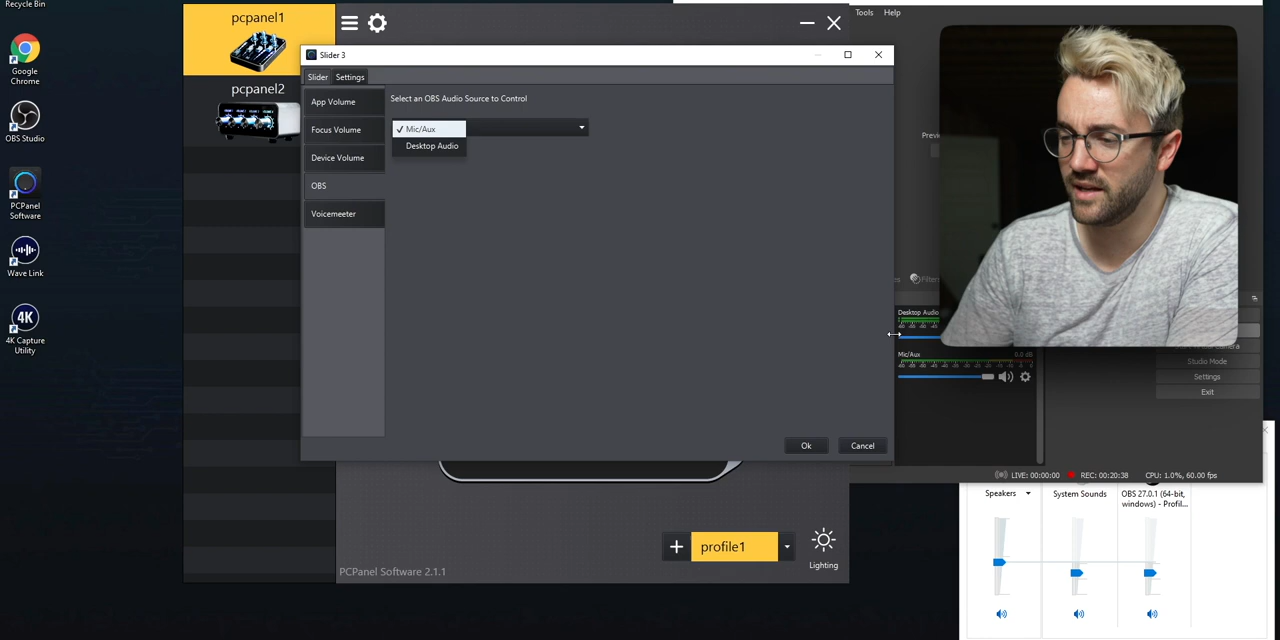 Recycle Bin
Google
Chrome
OBS Studio
PCPanel
Software
Wave Link
4K
4K Capture
Utility
pcpanel1
pcpanel2
Slider 3
Slider
Settings
App Volume
Focus Volume
Device Volume
OBS
Voicemeeter
Select an OBS Audio Source to Control
✓ Mic/Aux
Desktop Audio
Ok
Cancel
profile1
Lighting
PCPanel Software 2.1.1
Tools
Help
Desktop Audio
Mic/Aux
0.0 dB
Studio Mode
Settings
Exit
LIVE: 00:00:00
REC: 00:20:38
CPU: 1.0%, 60.00 fps
Speakers
System Sounds
OBS 27.0.1 (64-bit,
windows) - Profil...